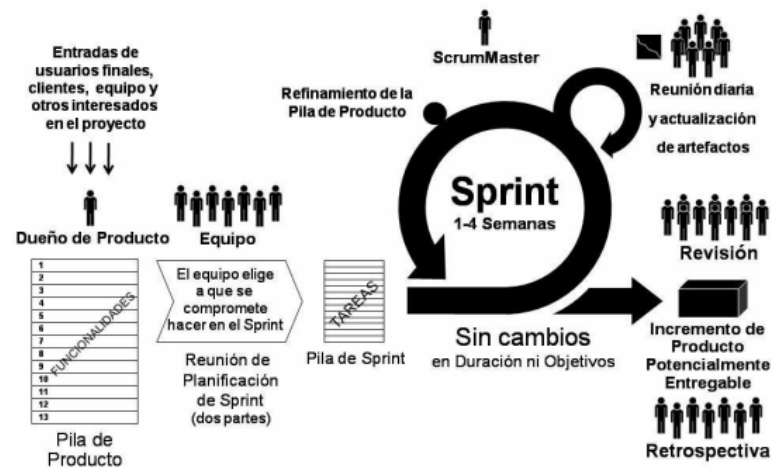 Entradas de
usuarios finales,
clientes, equipo y
otros interesados
en el proyecto
Dueño de Producto
1
2
3
4
5
6
7
8
9
10
11
12
13
FUNCIONALIDADES
Pila de
Producto
Equipo
El equipo elige
a que se
compromete
hacer en el Sprint
Reunión de
Planificación
de Sprint
(dos partes)
TAREAS
Pila de Sprint
Refinamiento de la
Pila de Producto
ScrumMaster
Sprint
1-4 Semanas
Sin cambios
en Duración ni Objetivos
Reunión diaria
y actualización
de artefactos
Revisión
Incremento de
Producto
Potencialmente
Entregable
Retrospectiva